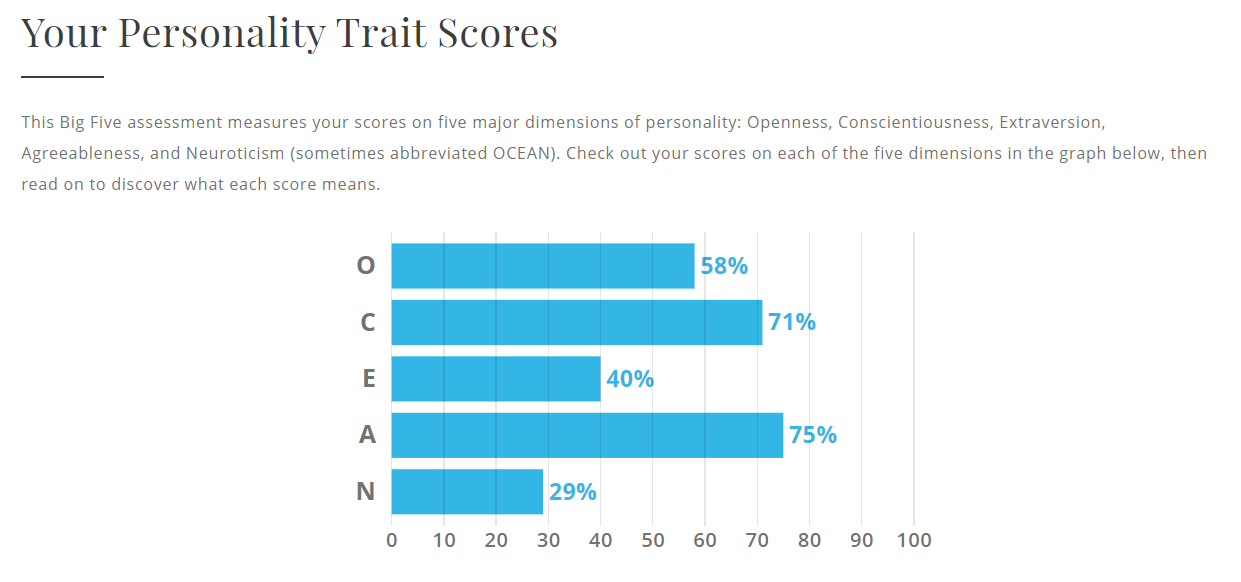 Your Personality Trait Scores
This Big Five assessment measures your scores on five major dimensions of personality: Openness, Conscientiousness, Extraversion,
Agreeableness, and Neuroticism (sometimes abbreviated OCEAN). Check out your scores on each of the five dimensions in the graph below, then
read on to discover what each score means.
O 58%
C 71%
E 40%
A 75%
N 29%
0 10 20 30 40 50 60 70 80 90 100